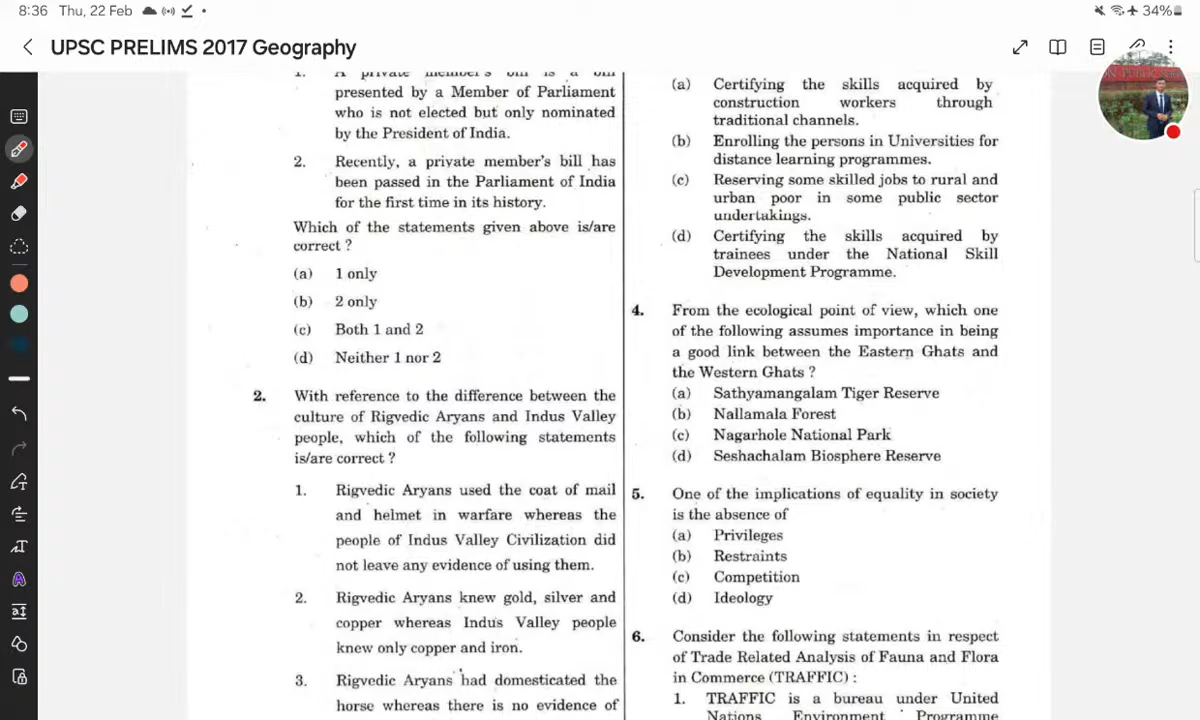 8:36 Thu, 22 Feb
34%
UPSC PRELIMS 2017 Geography
1. A private member's bill is a bill
presented by a Member of Parliament
who is not elected but only nominated
by the President of India.
2. Recently, a private member's bill has
been passed in the Parliament of India
for the first time in its history.
Which of the statements given above is/are
correct ?
(a) 1 only
(b) 2 only
(c) Both 1 and 2
(d) Neither 1 nor 2
2. With reference to the difference between the
culture of Rigvedic Aryans and Indus Valley
people, which of the following statements
is/are correct ?
1. Rigvedic Aryans used the coat of mail
and helmet in warfare whereas the
people of Indus Valley Civilization did
not leave any evidence of using them.
2. Rigvedic Aryans knew gold, silver and
copper whereas Indus Valley people
knew only copper and iron.
3. Rigvedic Aryans had domesticated the
horse whereas there is no evidence of
(a) Certifying the skills acquired by
construction workers through
traditional channels.
(b) Enrolling the persons in Universities for
distance learning programmes.
(c) Reserving some skilled jobs to rural and
urban poor in some public sector
undertakings.
(d) Certifying the skills acquired by
trainees under the National Skill
Development Programme.
4. From the ecological point of view, which one
of the following assumes importance in being
a good link between the Eastern Ghats and
the Western Ghats ?
(a) Sathyamangalam Tiger Reserve
(b) Nallamala Forest
(c) Nagarhole National Park
(d) Seshachalam Biosphere Reserve
5. One of the implications of equality in society
is the absence of
(a) Privileges
(b) Restraints
(c) Competition
(d) Ideology
6. Consider the following statements in respect
of Trade Related Analysis of Fauna and Flora
in Commerce (TRAFFIC) :
1. TRAFFIC is a bureau under United
Nations Environment Programme